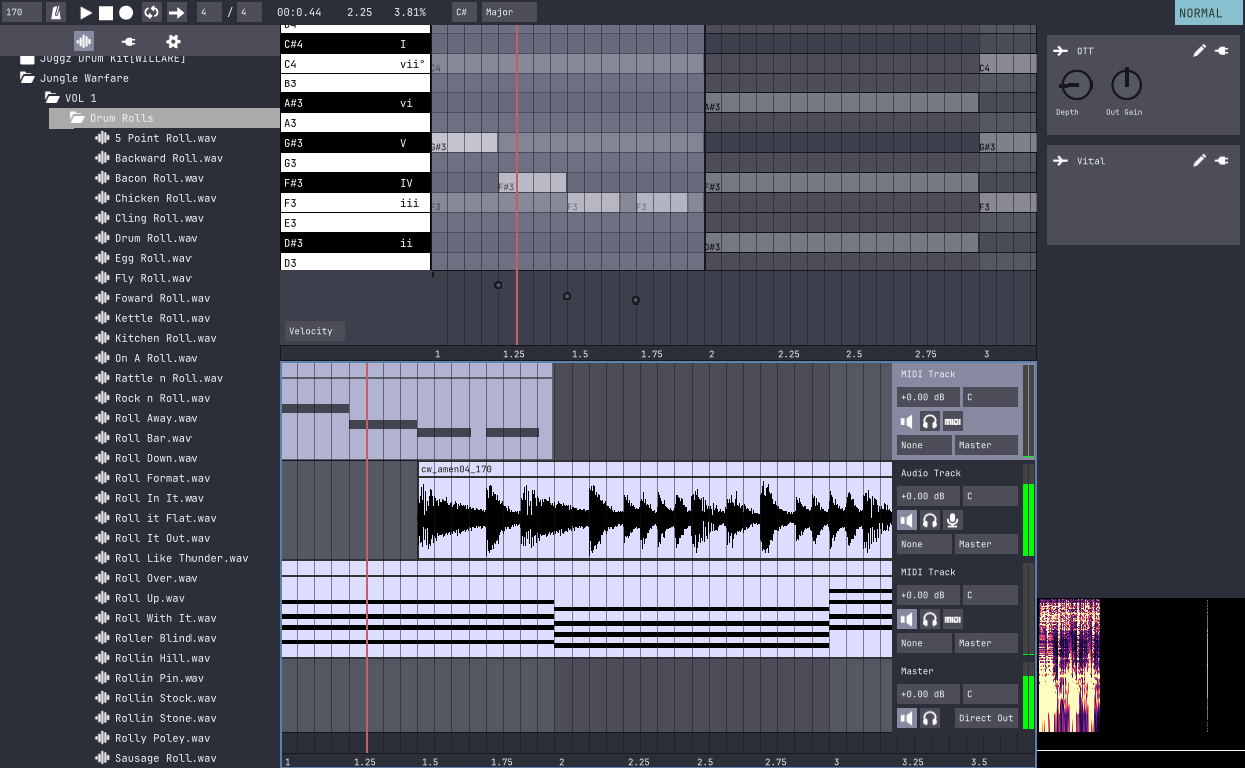 170 4 / 4 00:0.44 2.25 3.81% C# Major NORMAL
Juggz Drum Kit[WILLARE]
Jungle Warfare
VOL 1
Drum Rolls
5 Point Roll.wav
Backward Roll.wav
Bacon Roll.wav
Chicken Roll.wav
Cling Roll.wav
Drum Roll.wav
Egg Roll.wav
Fly Roll.wav
Foward Roll.wav
Kettle Roll.wav
Kitchen Roll.wav
On A Roll.wav
Rattle n Roll.wav
Rock n Roll.wav
Roll Away.wav
Roll Bar.wav
Roll Down.wav
Roll Format.wav
Roll In It.wav
Roll it Flat.wav
Roll It Out.wav
Roll Like Thunder.wav
Roll Over.wav
Roll Up.wav
Roll With It.wav
Roller Blind.wav
Rollin Hill.wav
Rollin Pin.wav
Rollin Stock.wav
Rollin Stone.wav
Rolly Poley.wav
Sausage Roll.wav
D4
C#4 I
C4 vii° C4 C4
B3
A#3 vi A#3
A3
G#3 V G#3 G#3
G3
F#3 IV F#3 F#3
F3 iii F3 F3 F3 F3
E3
D#3 ii D#3
D3
Velocity
1 1.25 1.5 1.75 2 2.25 2.5 2.75 3
MIDI Track
+0.00 dB C
MIDI
None Master
cw_amen04_170
Audio Track
+0.00 dB C
None Master
MIDI Track
+0.00 dB C
MIDI
None Master
Master
+0.00 dB C
Direct Out
1 1.25 1.5 1.75 2 2.25 2.5 2.75 3 3.25 3.5
OTT
Depth Out Gain
Vital